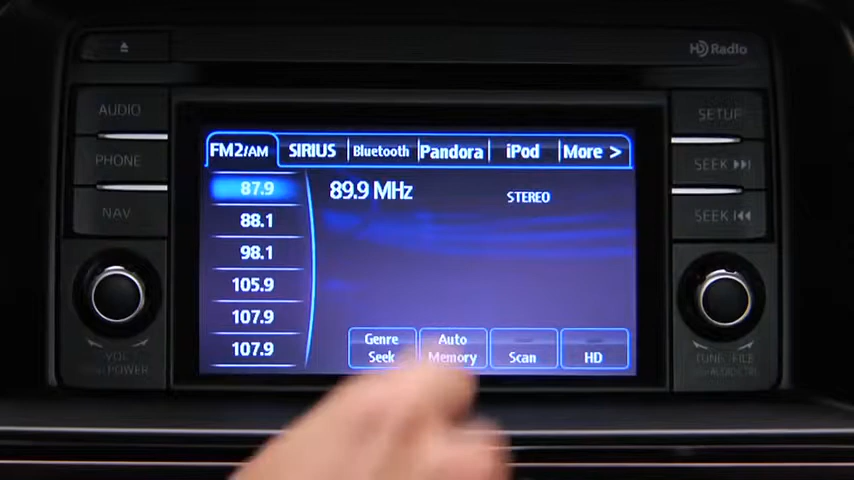 HD Radio
AUDIO
PHONE
NAV
VOL
POWER
SETUP
SEEK
SEEK
TUNE FILE
AUDIO CTRL
FM2/AM
SIRIUS
Bluetooth
Pandora
iPod
More >
87.9
88.1
98.1
105.9
107.9
107.9
89.9 MHz
STEREO
Genre
Seek
Auto
Memory
Scan
HD